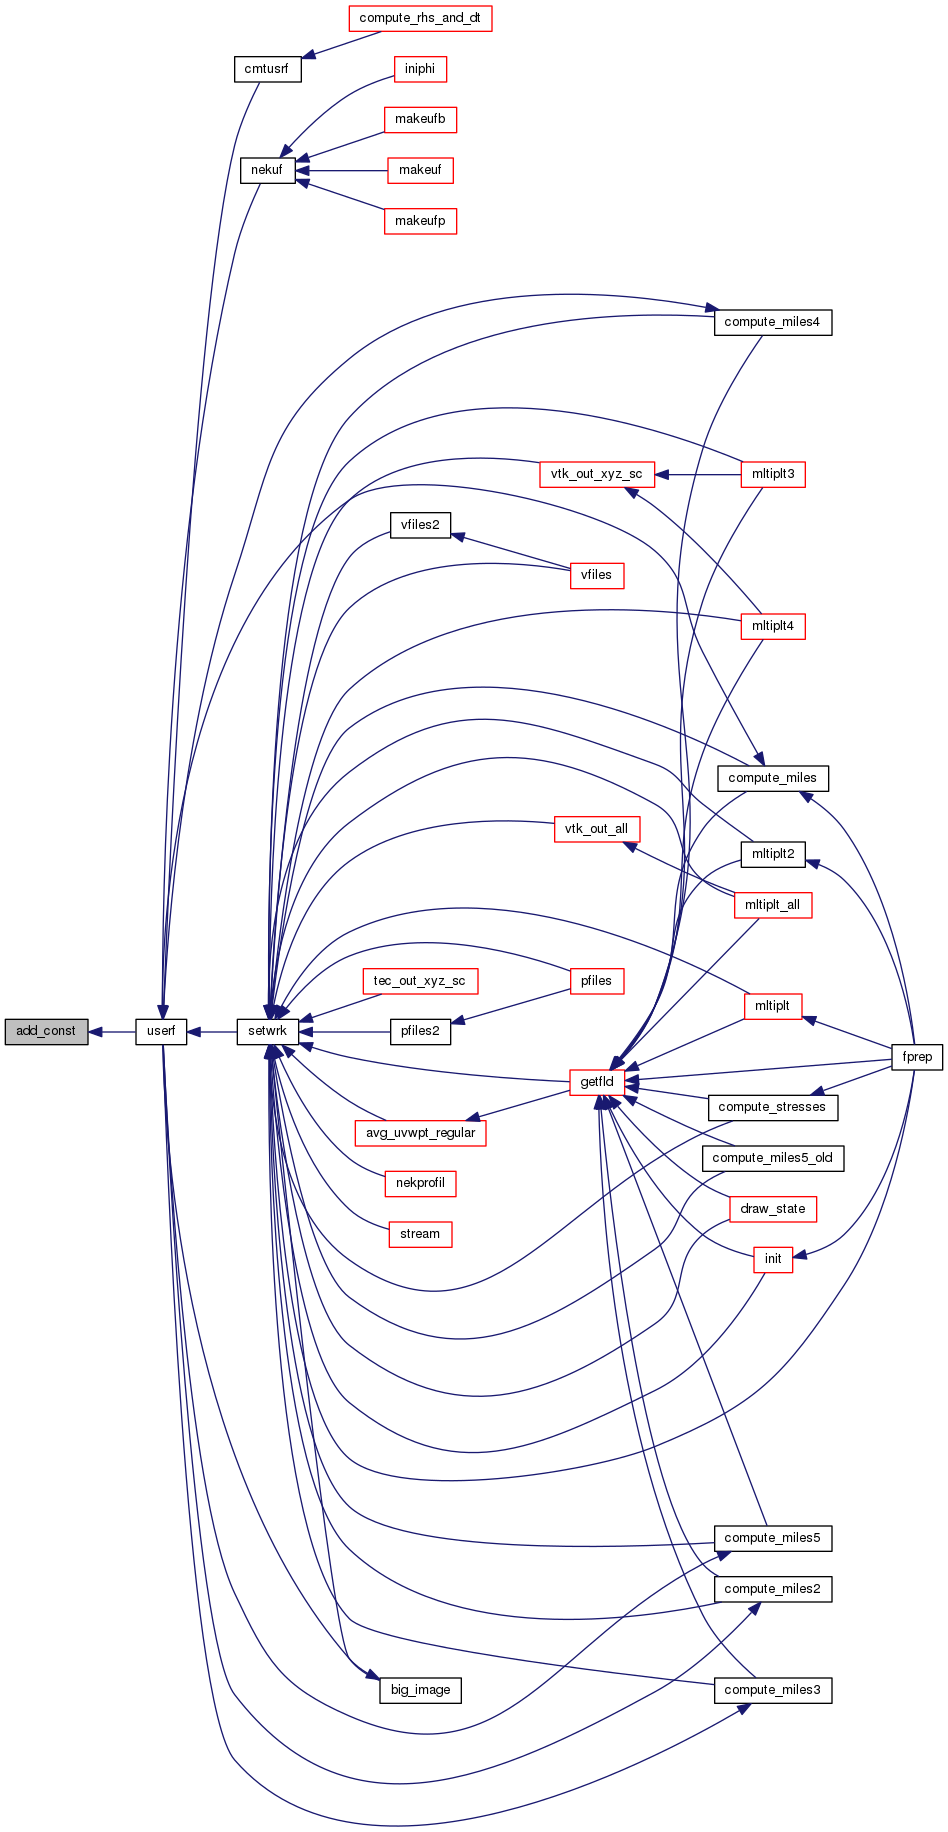 compute_rhs_and_dt
cmtusrf
iniphi
makeufb
nekuf
makeuf
makeufp
compute_miles4
vtk_out_xyz_sc
mltiplt3
vfiles2
vfiles
mltiplt4
compute_miles
vtk_out_all
mltiplt2
mltiplt_all
tec_out_xyz_sc
pfiles
mltiplt
add_const
userf
setwrk
pfiles2
fprep
getfld
compute_stresses
avg_uvwpt_regular
compute_miles5_old
nekprofil
draw_state
stream
init
compute_miles5
compute_miles2
big_image
compute_miles3